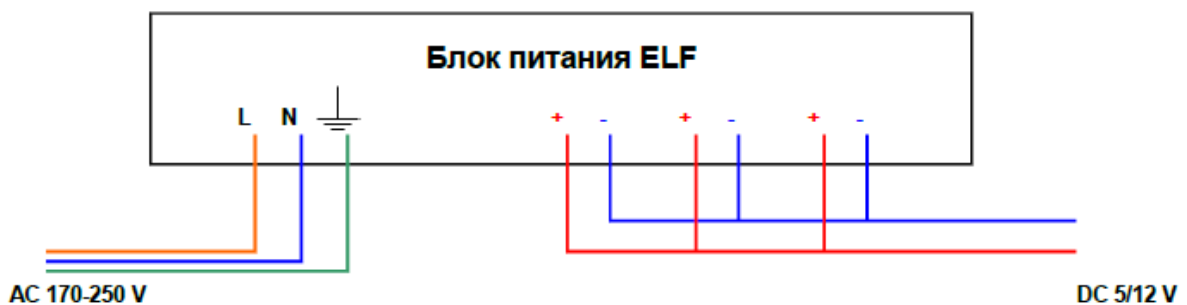 Блок питания ELF
L N + - + - + -
AC 170-250 V DC 5/12 V